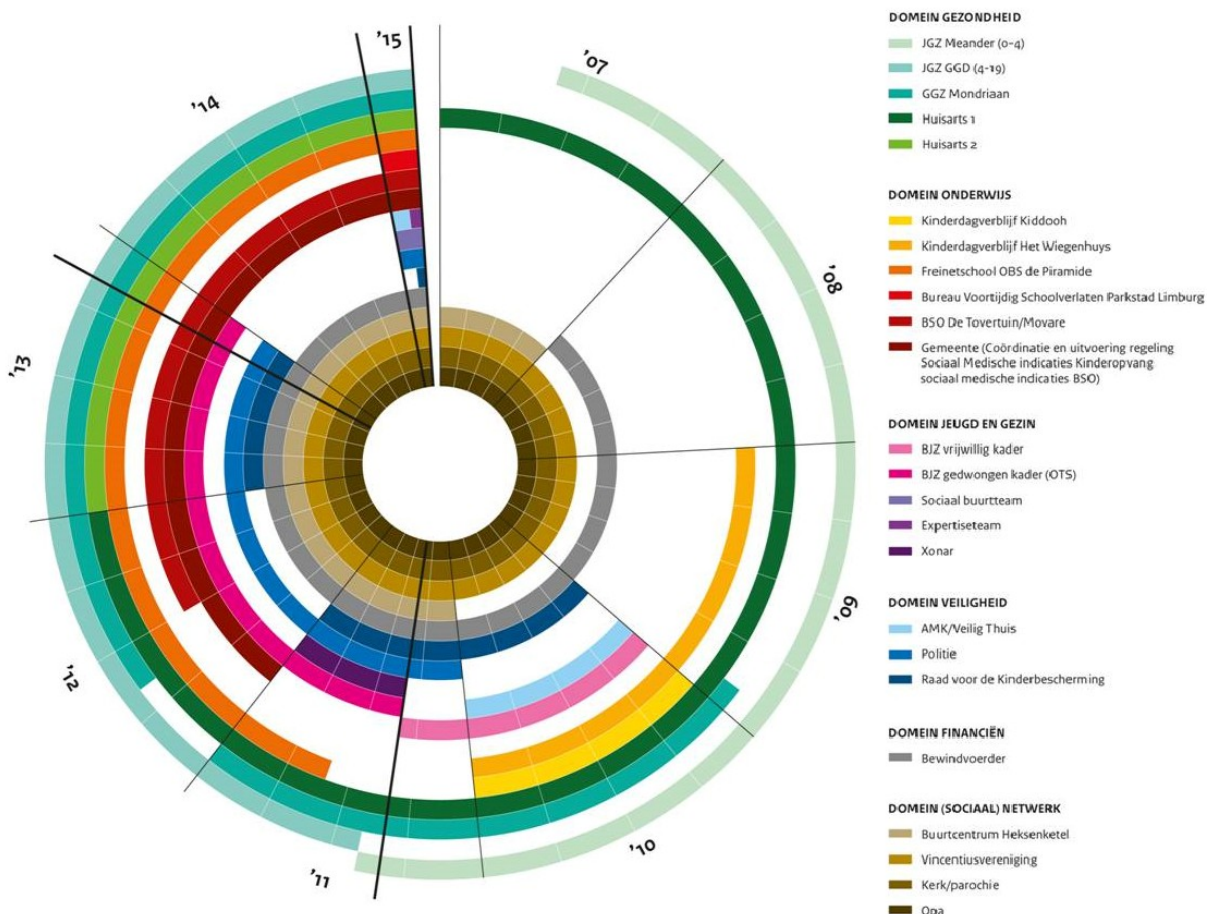 '15
'07
'14
'08
'13
'09
'12
'10
'11
DOMEIN GEZONDHEID
JGZ Meander (0-4)
JGZ GGD (4-19)
GGZ Mondriaan
Huisarts 1
Huisarts 2
DOMEIN ONDERWIJS
Kinderdagverblijf Kiddooh
Kinderdagverblijf Het Wiegenhuys
Freinetschool OBS de Piramide
Bureau Voortijdig Schoolverlaten Parkstad Limburg
BSO De Tovertuin/Movare
Gemeente (Coördinatie en uitvoering regeling
Sociaal Medische indicaties Kinderopvang
sociaal medische indicaties BSO)
DOMEIN JEUGD EN GEZIN
BJZ vrijwillig kader
BJZ gedwongen kader (OTS)
Sociaal buurtteam
Expertiseteam
Xonar
DOMEIN VEILIGHEID
AMK/Veilig Thuis
Politie
Raad voor de Kinderbescherming
DOMEIN FINANCIËN
Bewindvoerder
DOMEIN (SOCIAAL) NETWERK
Buurtcentrum Heksenketel
Vincentiusvereniging
Kerk/parochie
Opa